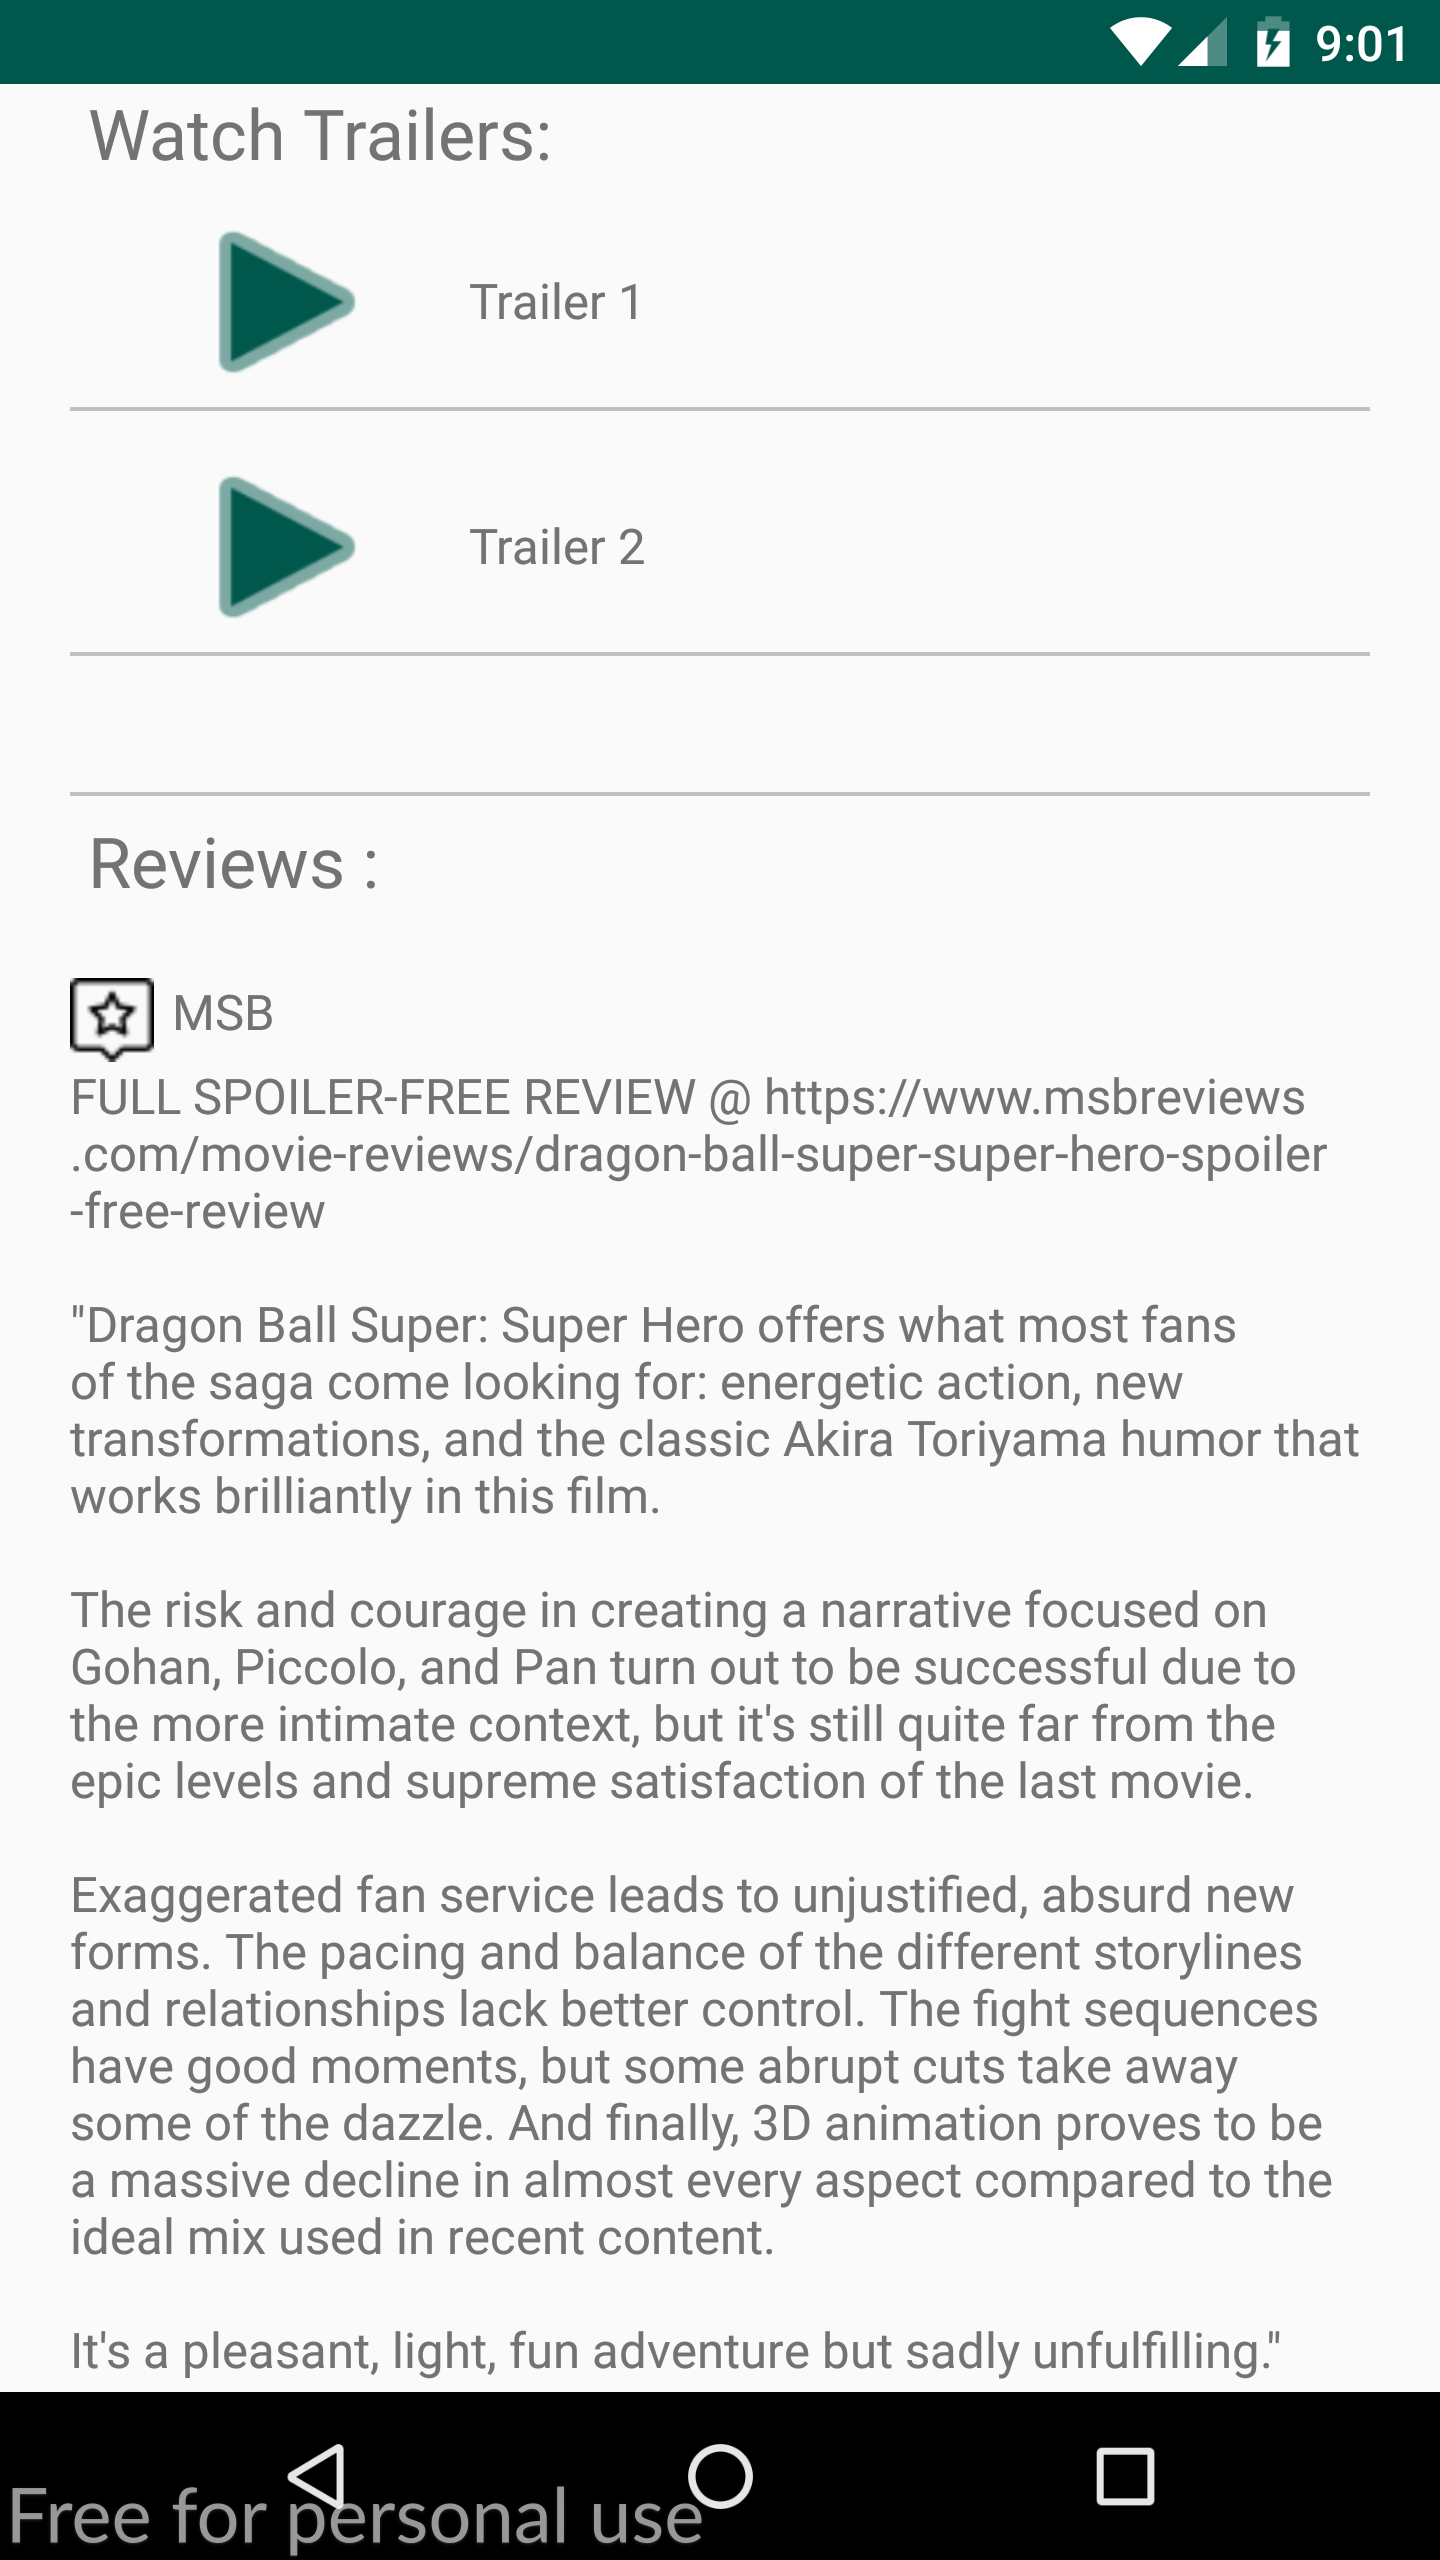 9:01
Watch Trailers:
Trailer 1
Trailer 2
Reviews :
MSB
FULL SPOILER-FREE REVIEW @ https://www.msbreviews
.com/movie-reviews/dragon-ball-super-super-hero-spoiler
-free-review
"Dragon Ball Super: Super Hero offers what most fans
of the saga come looking for: energetic action, new
transformations, and the classic Akira Toriyama humor that
works brilliantly in this film.
The risk and courage in creating a narrative focused on
Gohan, Piccolo, and Pan turn out to be successful due to
the more intimate context, but it's still quite far from the
epic levels and supreme satisfaction of the last movie.
Exaggerated fan service leads to unjustified, absurd new
forms. The pacing and balance of the different storylines
and relationships lack better control. The fight sequences
have good moments, but some abrupt cuts take away
some of the dazzle. And finally, 3D animation proves to be
a massive decline in almost every aspect compared to the
ideal mix used in recent content.
It's a pleasant, light, fun adventure but sadly unfulfilling."
Free for personal use